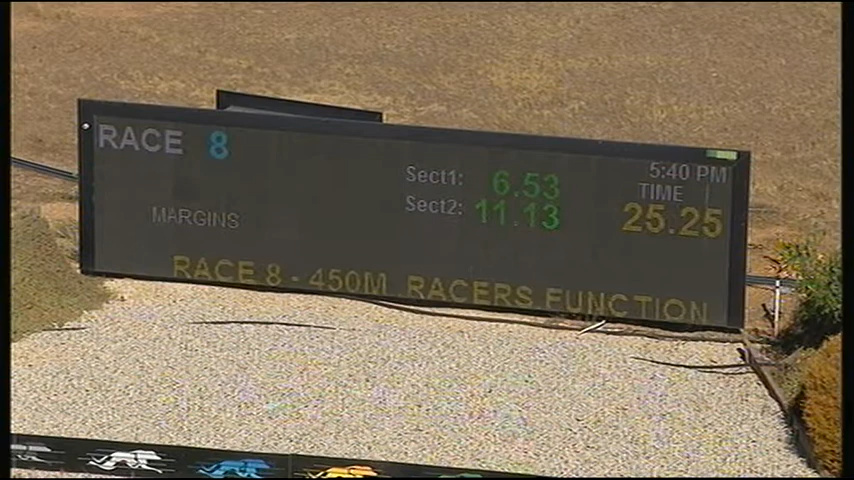 RACE 8
5:40 PM
Sect1: 6.53
TIME
Sect2: 11.13
25.25
MARGINS
RACE 8 - 450M RACERS FUNCTION